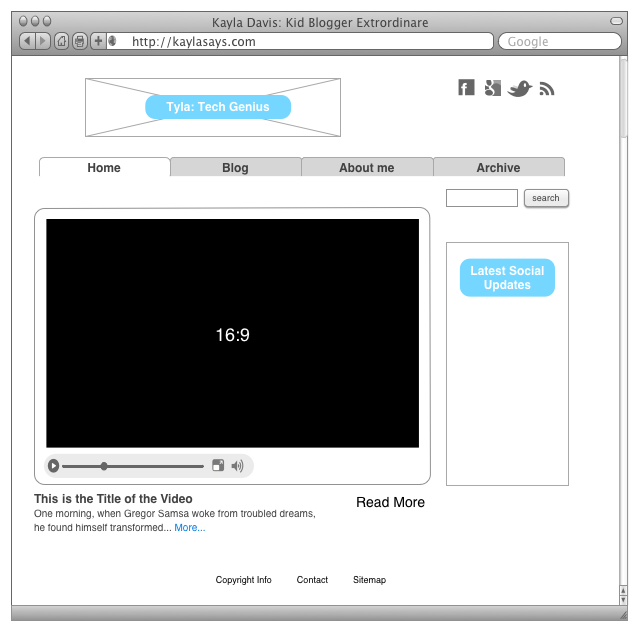 Kayla Davis: Kid Blogger Extrordinare
http://kaylasays.com
Google
Tyla: Tech Genius
Home
Blog
About me
Archive
search
16:9
Latest Social
Updates
This is the Title of the Video
One morning, when Gregor Samsa woke from troubled dreams,
he found himself transformed... More...
Read More
Copyright Info
Contact
Sitemap